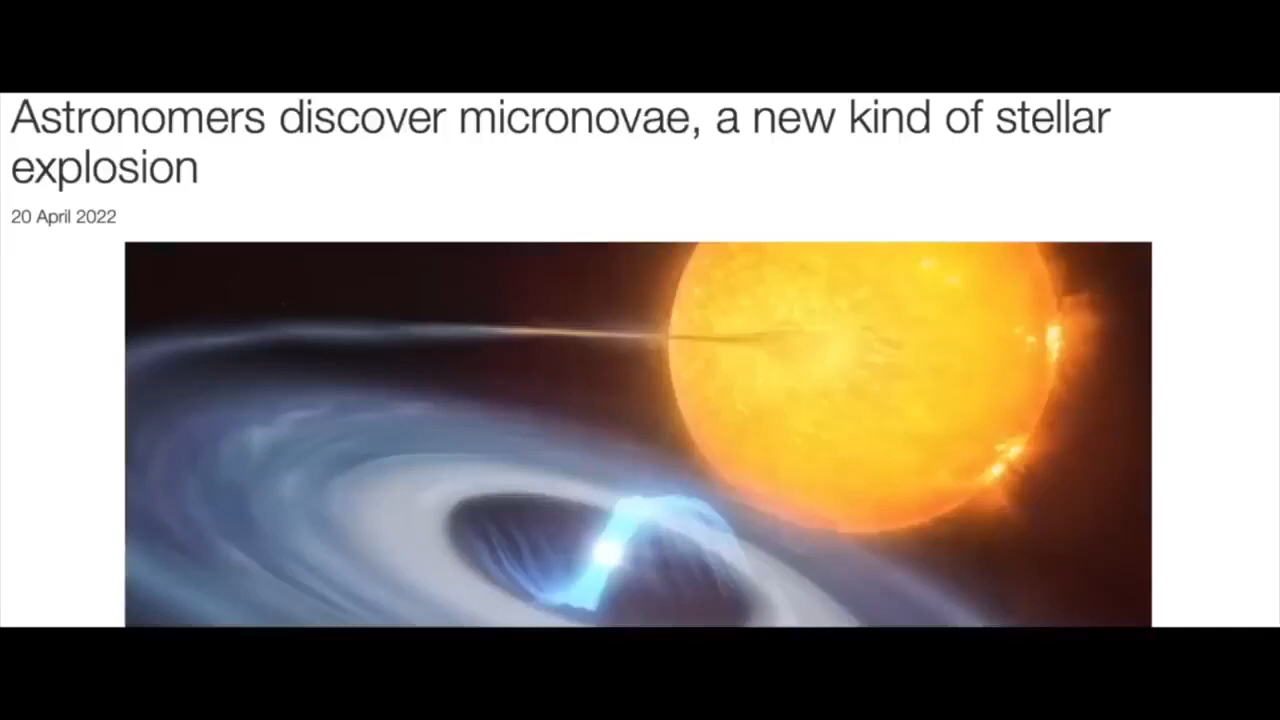 Astronomers discover micronovae, a new kind of stellar
explosion
20 April 2022